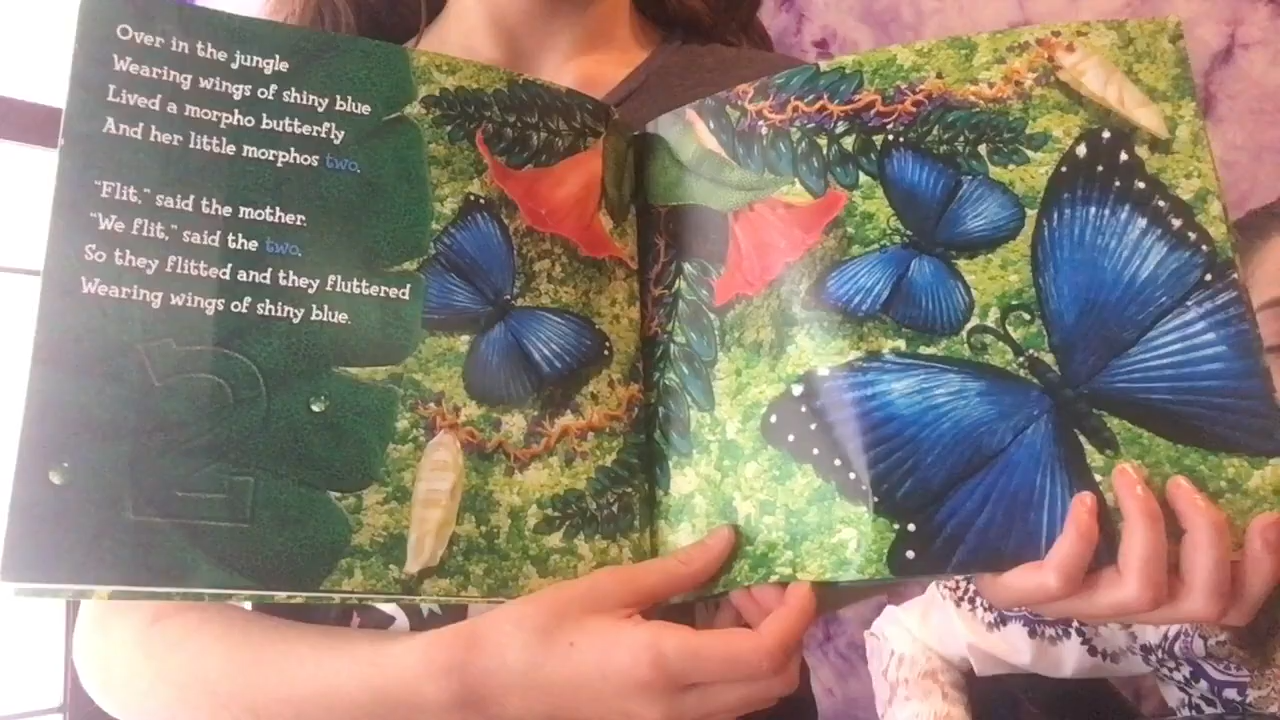 Over in the jungle
Wearing wings of shiny blue
Lived a morpho butterfly
And her little morphos two.
"Flit," said the mother.
"We flit," said the two.
So they flitted and they fluttered
Wearing wings of shiny blue.
2